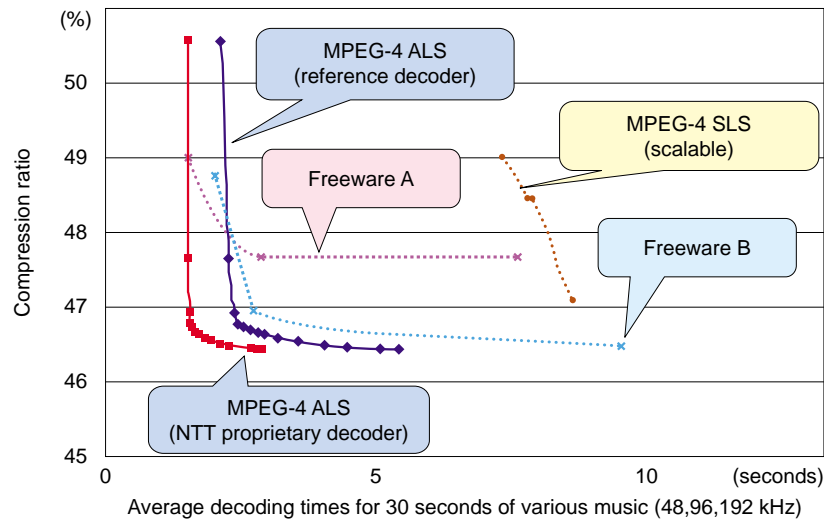 (%)
50
49
48
47
46
45
Compression ratio
MPEG-4 ALS
(reference decoder)
MPEG-4 SLS
(scalable)
Freeware A
Freeware B
MPEG-4 ALS
(NTT proprietary decoder)
0
5
10
(seconds)
Average decoding times for 30 seconds of various music (48,96,192 kHz)